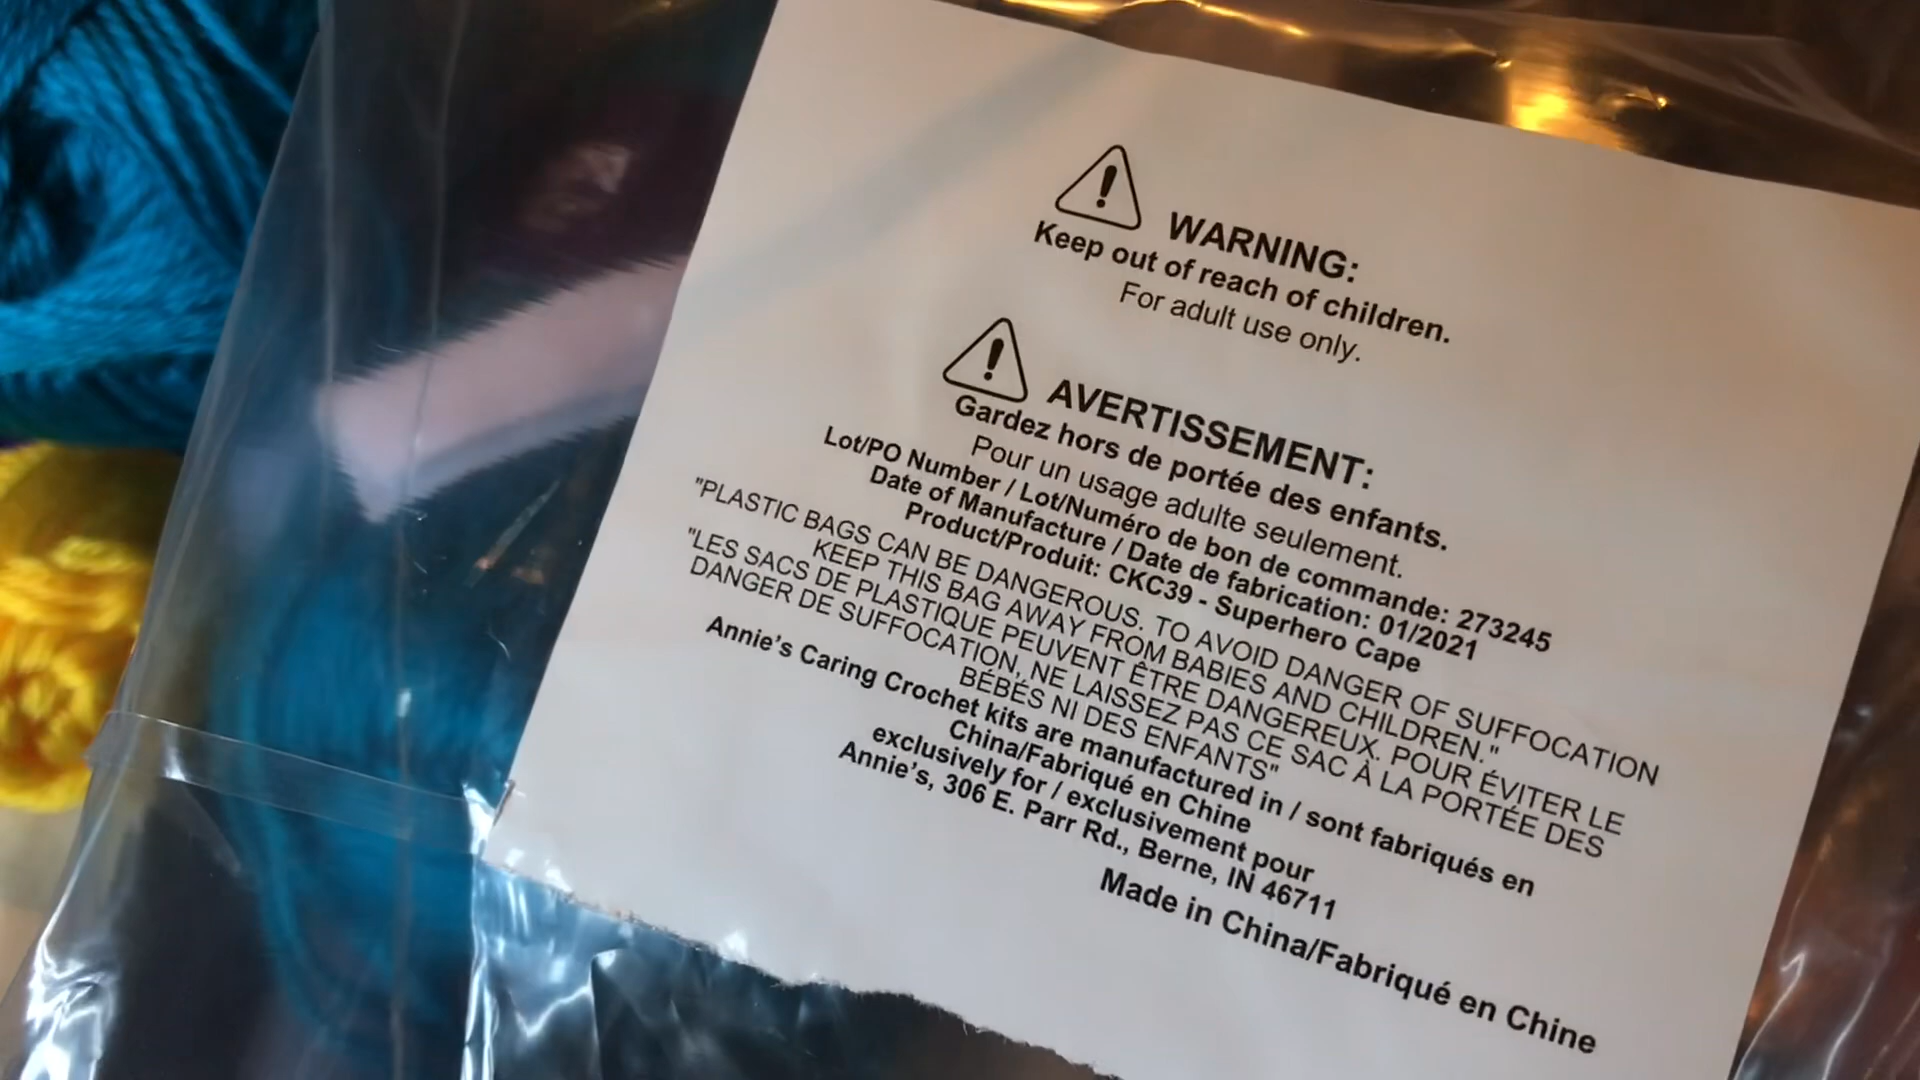 WARNING:
Keep out of reach of children.
For adult use only.
AVERTISSEMENT:
Gardez hors de portée des enfants.
Pour un usage adulte seulement.
Lot/PO Number / Lot/Numéro de bon de commande: 273245
Date of Manufacture / Date de fabrication: 01/2021
Product/Produit: CKC39 - Superhero Cape
"PLASTIC BAGS CAN BE DANGEROUS. TO AVOID DANGER OF SUFFOCATION
KEEP THIS BAG AWAY FROM BABIES AND CHILDREN."
"LES SACS DE PLASTIQUE PEUVENT ÊTRE DANGEREUX. POUR ÉVITER LE
DANGER DE SUFFOCATION, NE LAISSEZ PAS CE SAC À LA PORTÉE DES
BÉBÉS NI DES ENFANTS"
Annie's Caring Crochet kits are manufactured in / sont fabriqués en
China/Fabriqué en Chine
exclusively for / exclusivement pour
Annie's, 306 E. Parr Rd., Berne, IN 46711
Made in China/Fabriqué en Chine